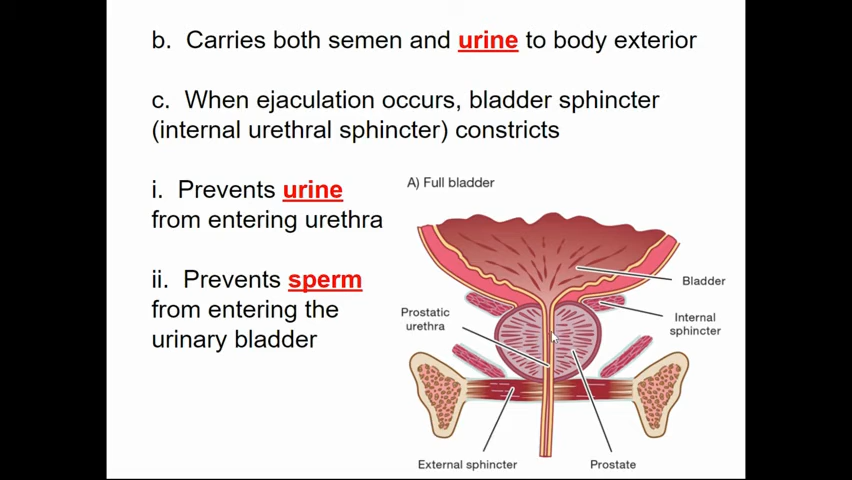 b. Carries both semen and urine to body exterior
c. When ejaculation occurs, bladder sphincter
(internal urethral sphincter) constricts
i. Prevents urine
from entering urethra
ii. Prevents sperm
from entering the
urinary bladder
A) Full bladder
Bladder
Prostatic
urethra
Internal
sphincter
External sphincter
Prostate